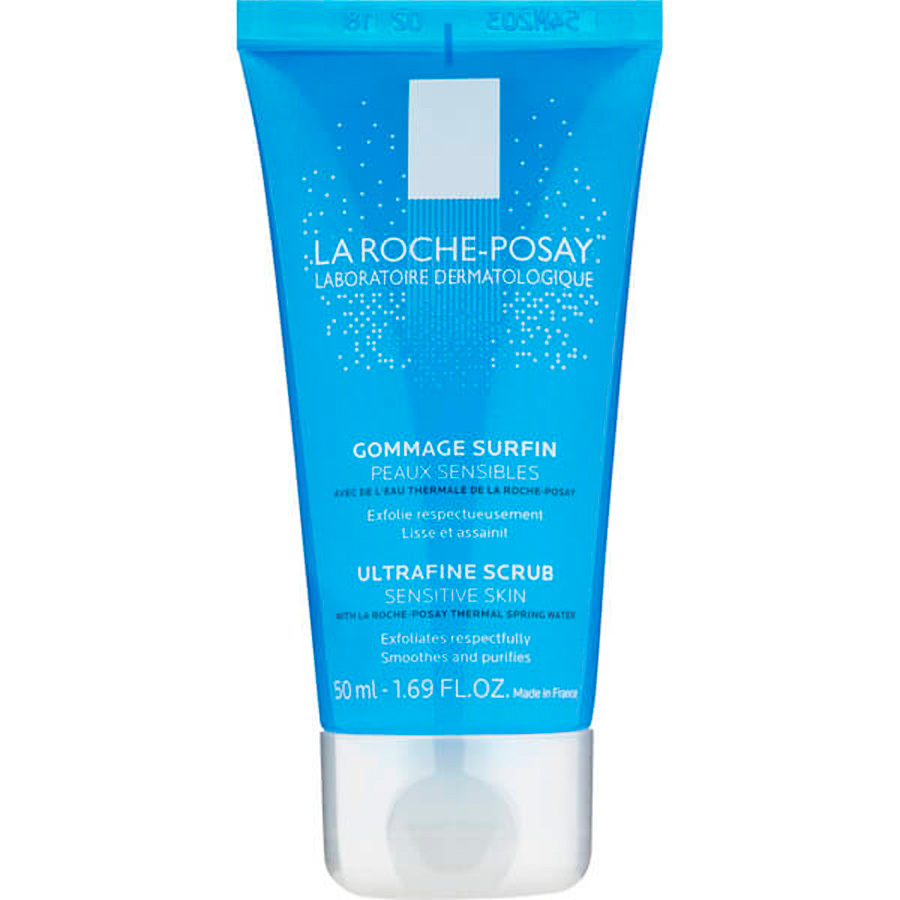 02 18
LA ROCHE-POSAY
LABORATOIRE DERMATOLOGIQUE
GOMMAGE SURFIN
PEAUX SENSIBLES
AVEC DE L'EAU THERMALE DE LA ROCHE-POSAY
Exfolie respectueusement
Lisse et assainit
ULTRAFINE SCRUB
SENSITIVE SKIN
WITH LA ROCHE-POSAY THERMAL SPRING WATER
Exfoliates respectfully
Smoothes and purifies
50 ml - 1.69 FL.OZ. Made in France